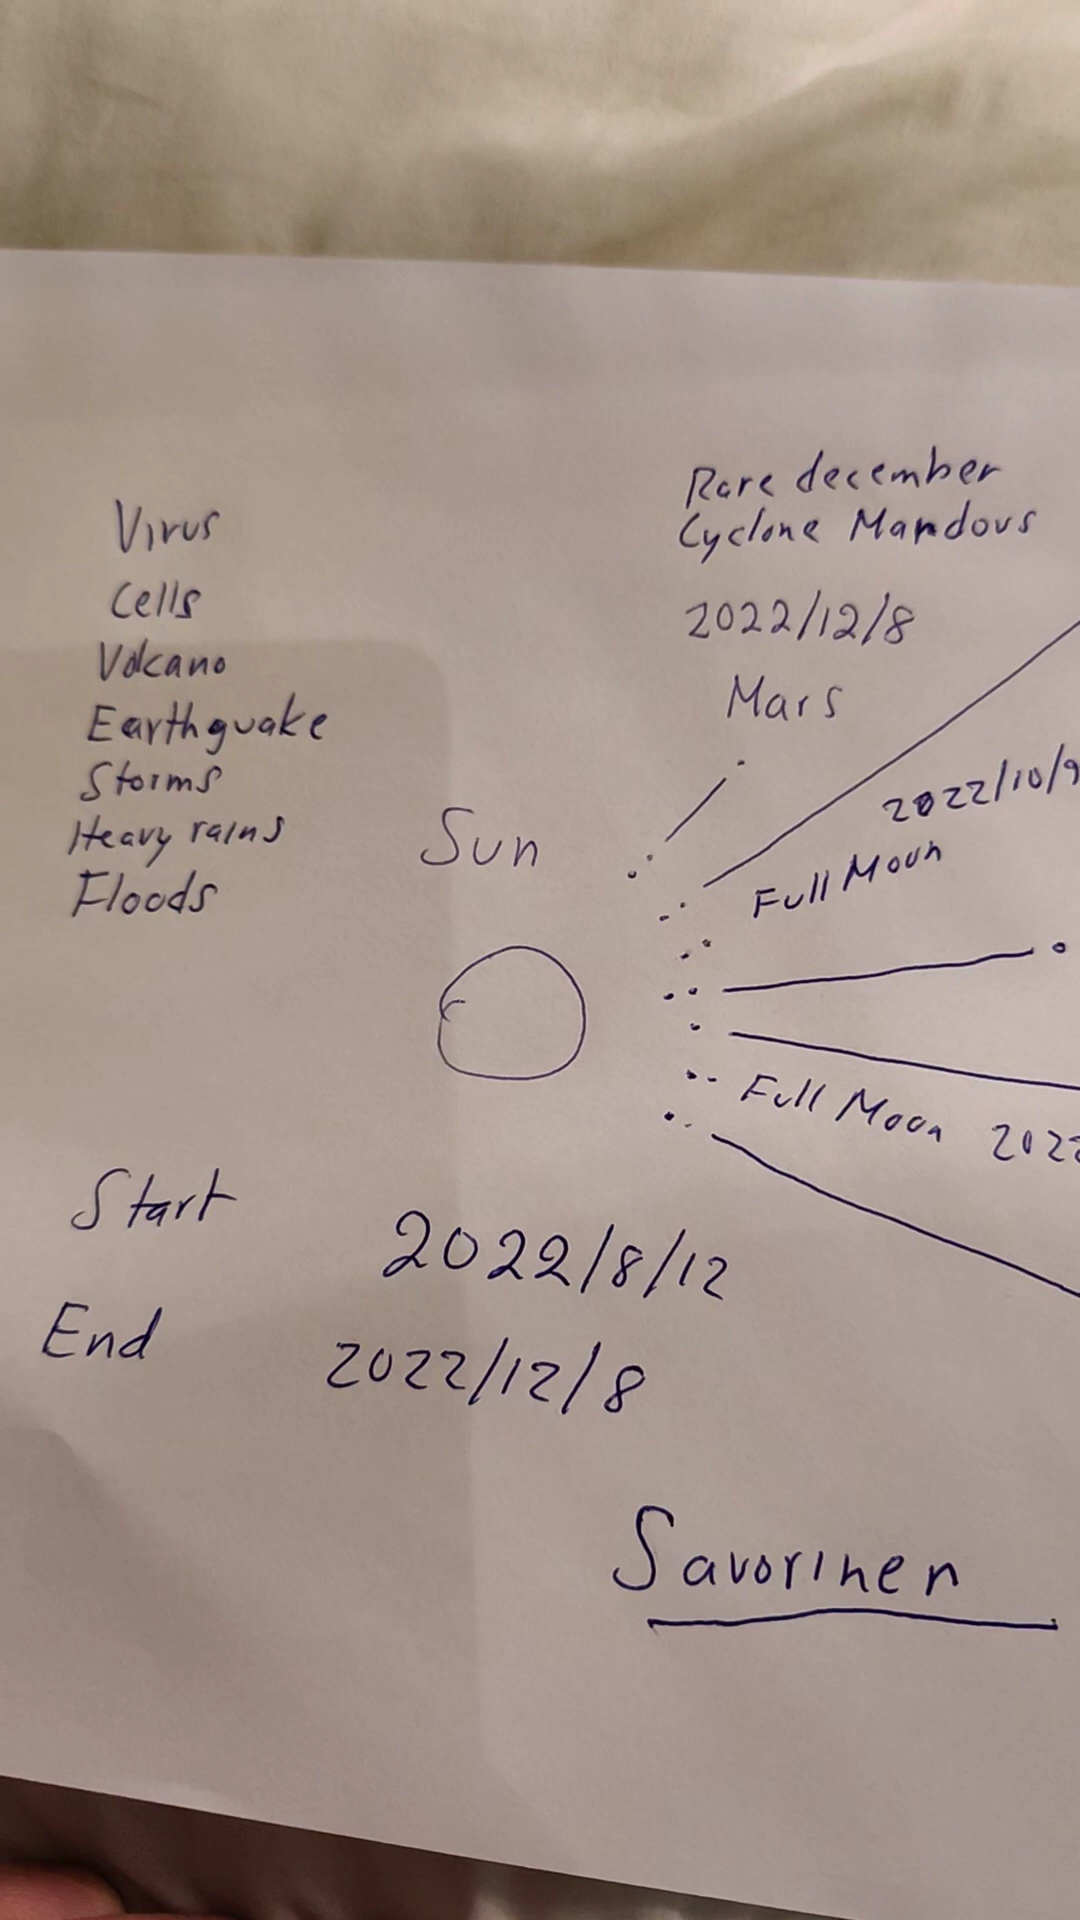 Rare december
Cyclone Mandous
2022/12/8
Mars
Virus
Cells
Volcano
Earthquake
Storms
Heavy rains
Floods
Sun
2022/10/9
Full Moon
Full Moon 2022
Start 2022/8/12
End 2022/12/8
Savorinen